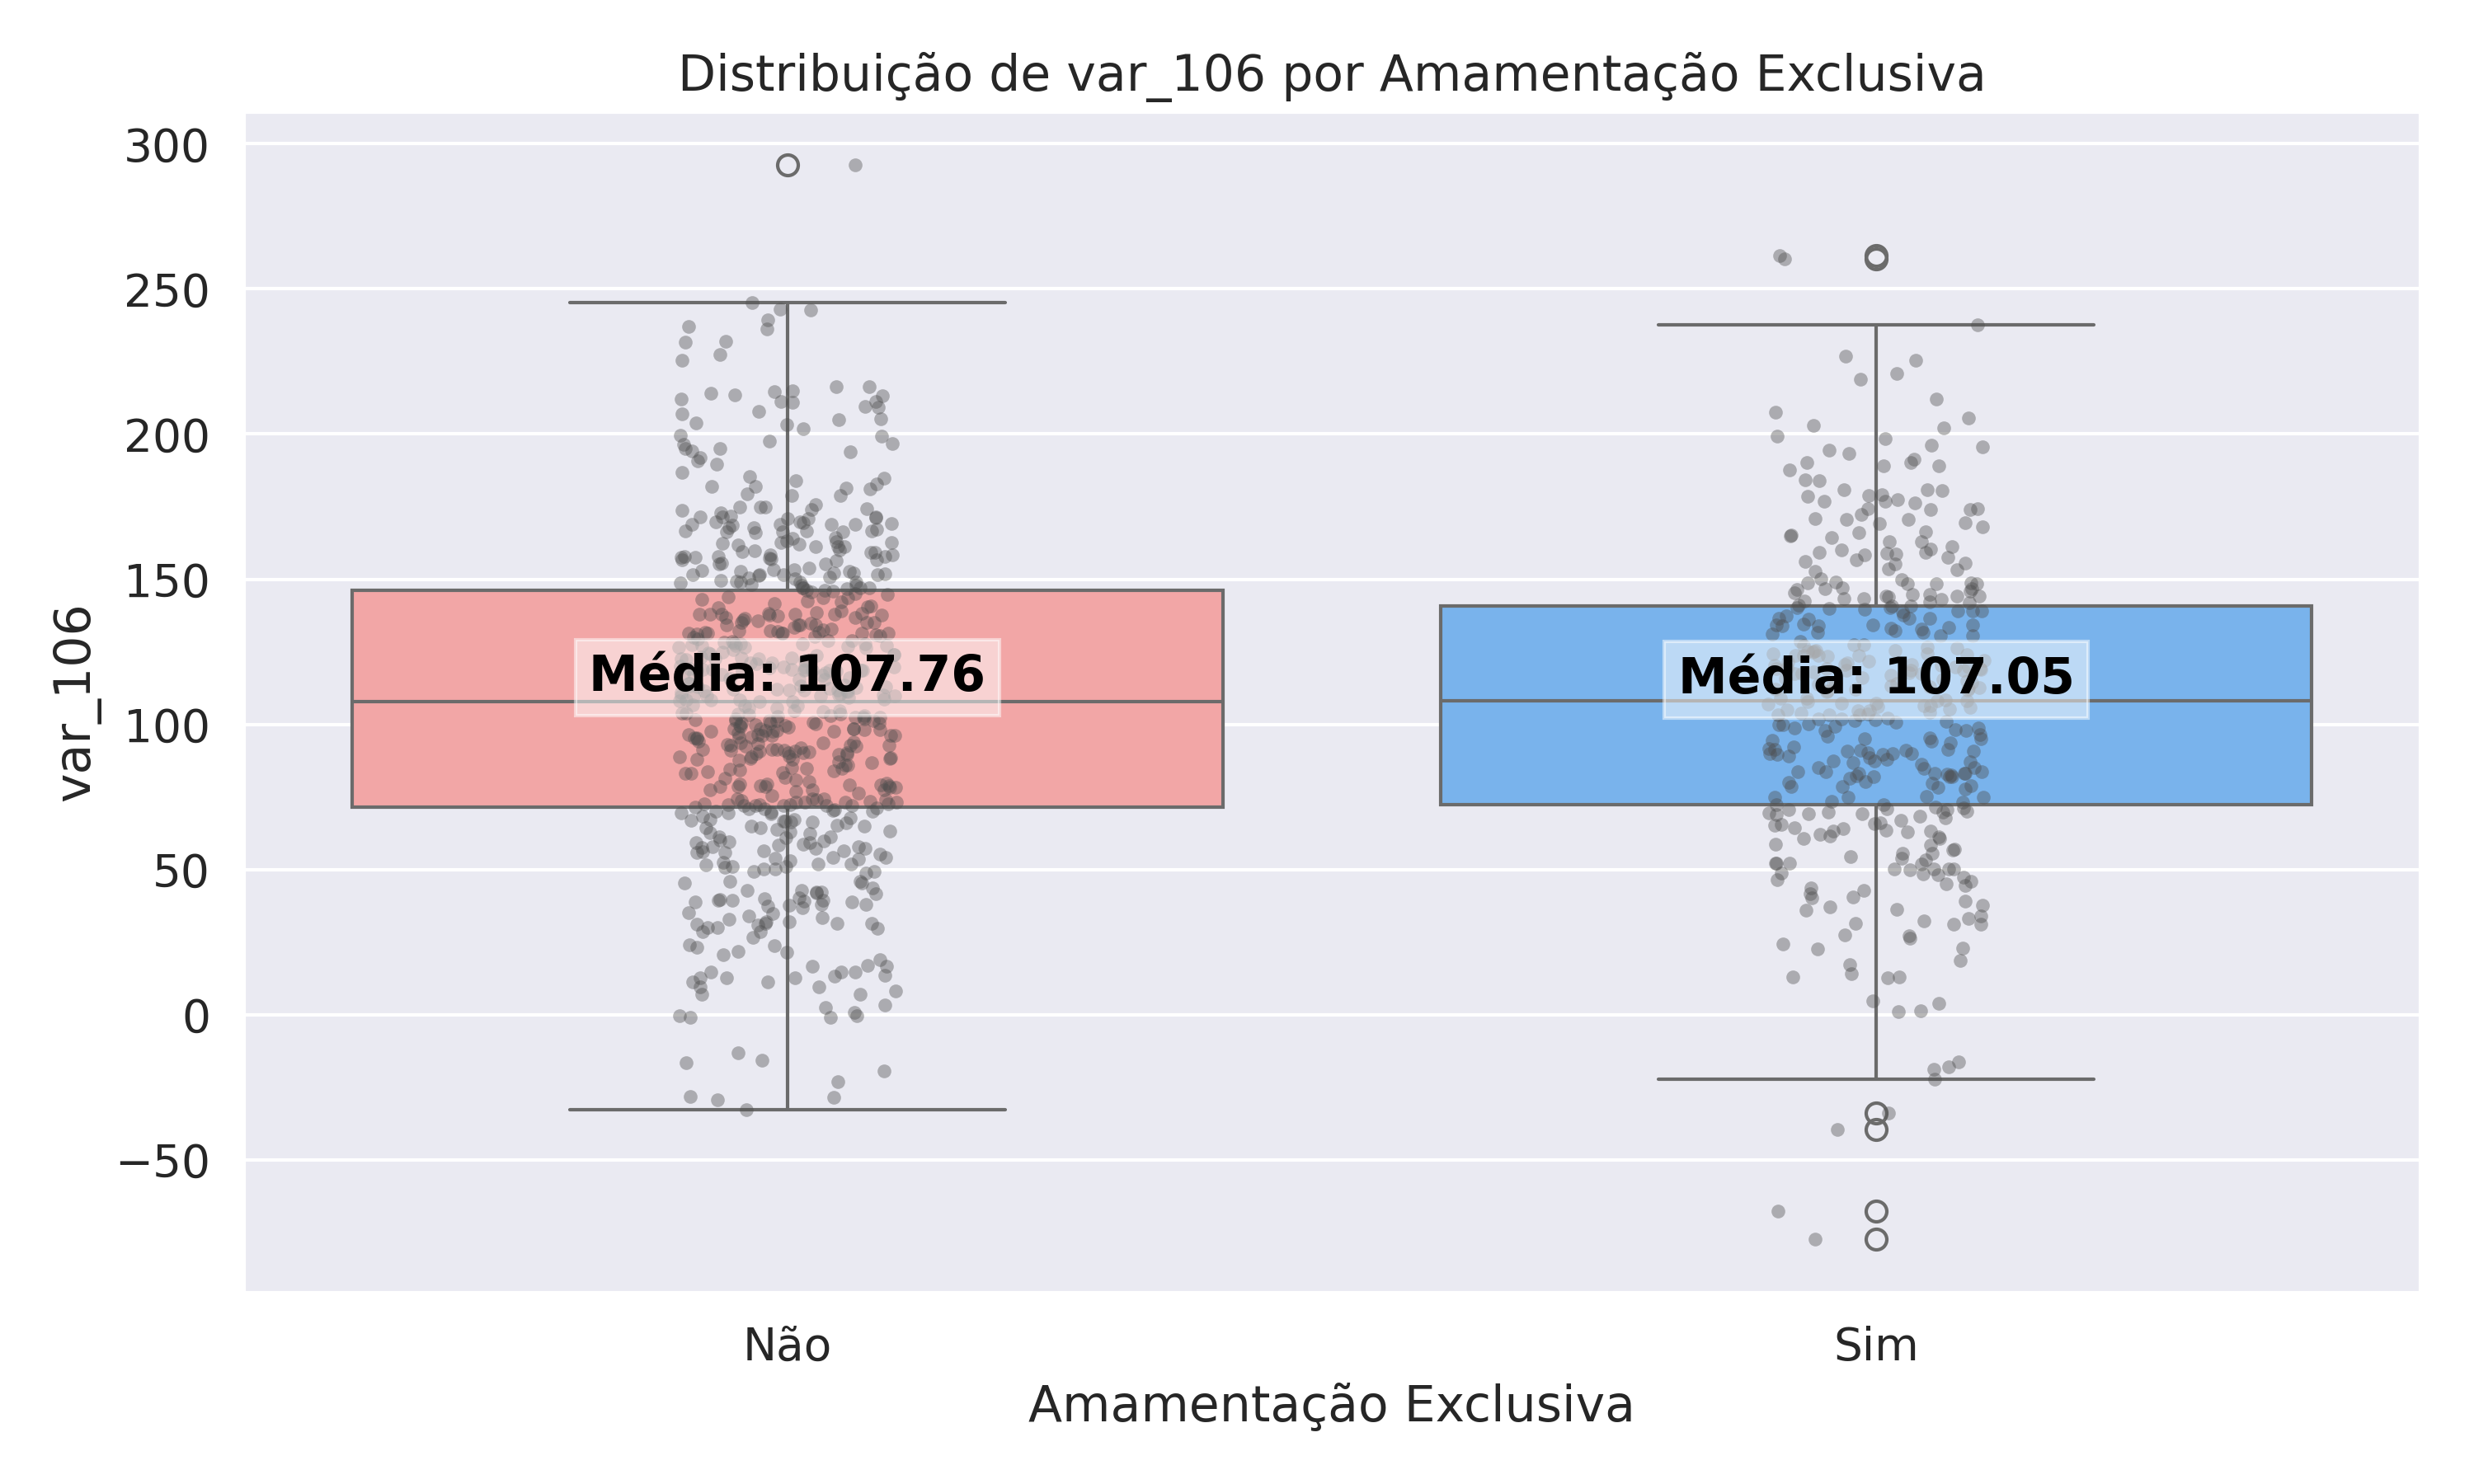 Distribuição de var_106 por Amamentação Exclusiva
300
250
200
150
100
50
0
−50
var_106
Média: 107.76
Média: 107.05
Não
Sim
Amamentação Exclusiva